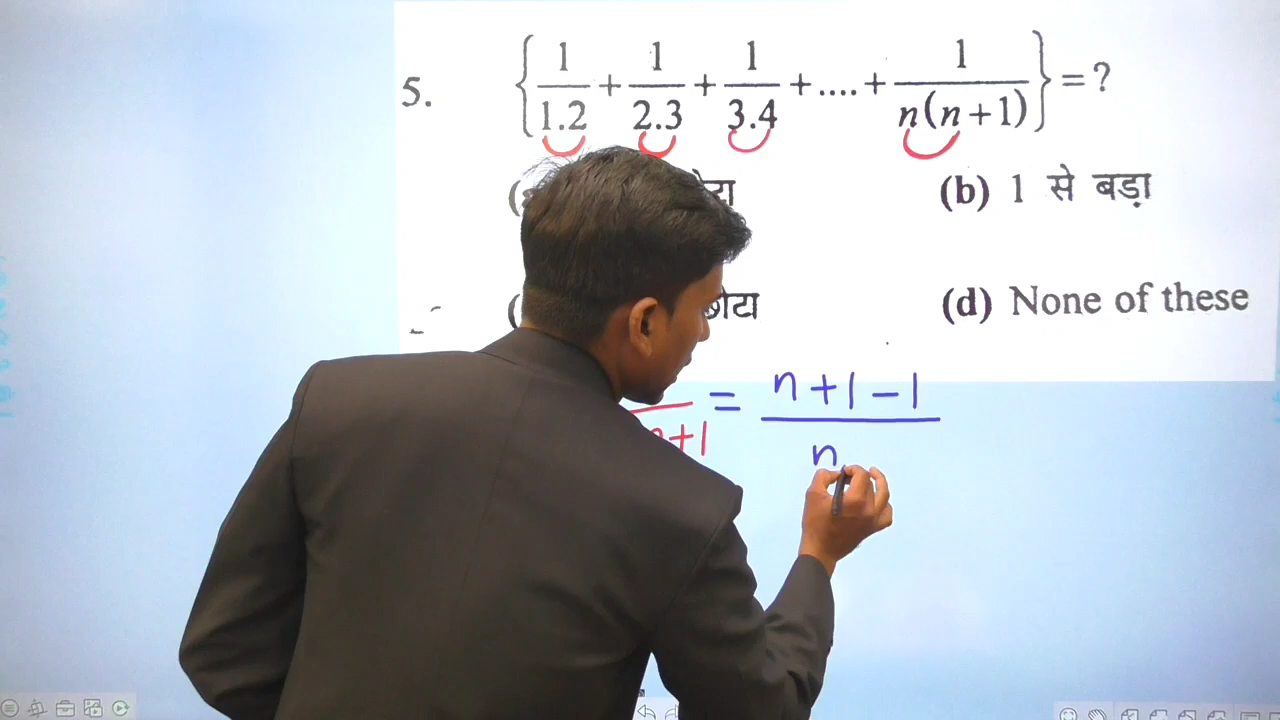 5. { 1/1.2 + 1/2.3 + 1/3.4 + .... + 1/n(n+1) } = ?
(b) 1 से बड़ा
(d) None of these
= n+1-1
n+1
n